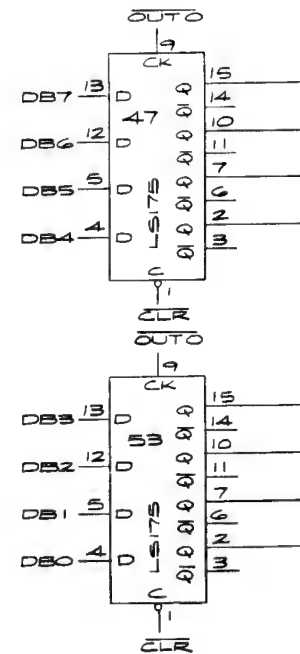 OUTO
9
CK
15
DB7 13 D Q
47
14
Q
10
DB6 12 D Q
11
Q
7
DB5 5 D Q
6
Q
LS175
2
DB4 4 D Q
3
Q
C
1
CLR
OUTO
9
CK
15
DB3 13 D Q
53
14
Q
10
DB2 12 D Q
11
Q
7
DB1 5 D Q
6
Q
LS175
2
DB0 4 D Q
3
Q
C
1
CLR